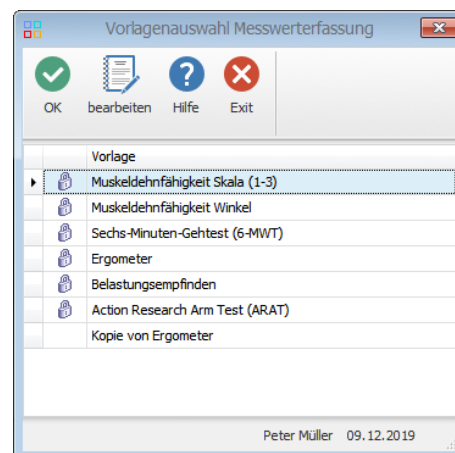 Vorlagenauswahl Messwerterfassung
OK bearbeiten Hilfe Exit
Vorlage
Muskeldehnfähigkeit Skala (1-3)
Muskeldehnfähigkeit Winkel
Sechs-Minuten-Gehtest (6-MWT)
Ergometer
Belastungsempfinden
Action Research Arm Test (ARAT)
Kopie von Ergometer
Peter Müller 09.12.2019